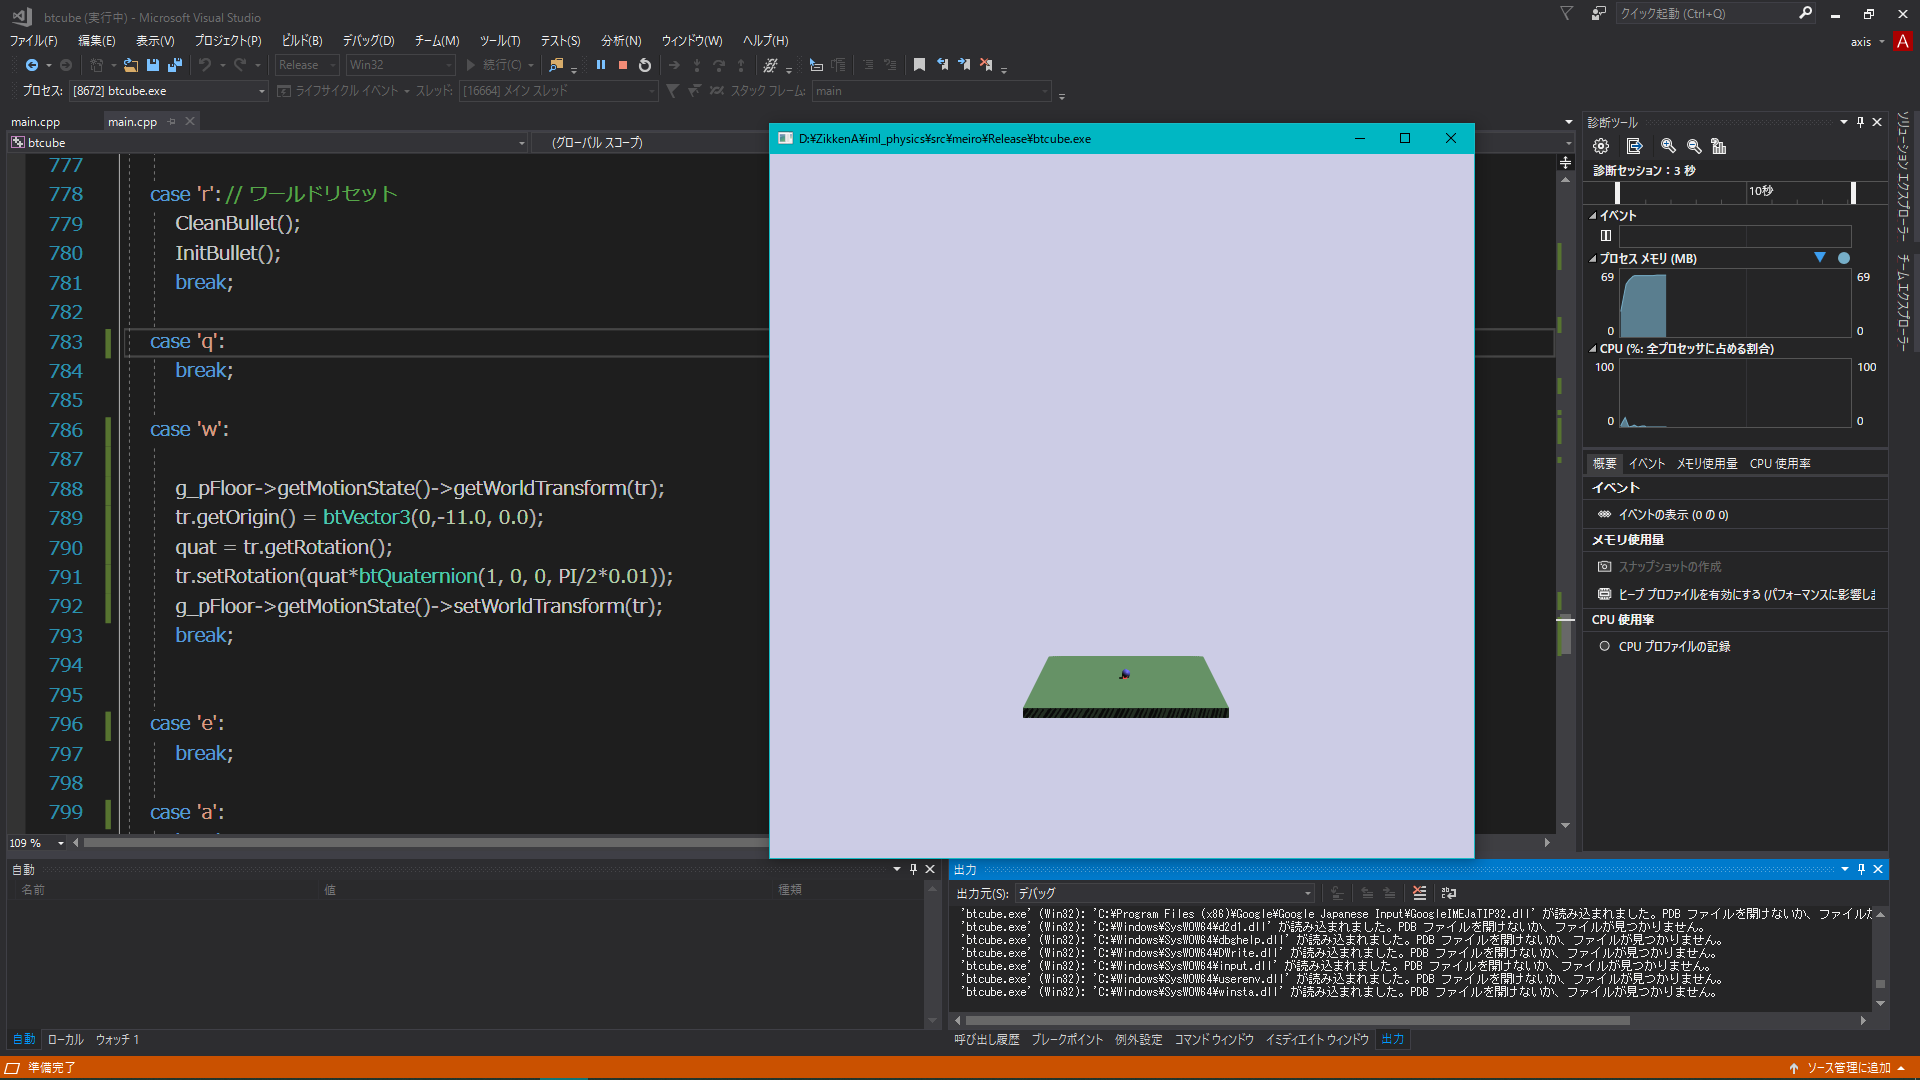 btcube (実行中) - Microsoft Visual Studio
クイック起動 (Ctrl+Q)
ファイル(F) 編集(E) 表示(V) プロジェクト(P) ビルド(B) デバッグ(D) チーム(M) ツール(T) テスト(S) 分析(N) ウィンドウ(W) ヘルプ(H)
axis A
Release Win32 続行(C)
プロセス: [8672] btcube.exe ライフサイクル イベント スレッド: [16664] メイン スレッド スタック フレーム: main
main.cpp main.cpp
btcube (グローバル スコープ)
777
778 case 'r': // ワールドリセット
779 CleanBullet();
780 InitBullet();
781 break;
782
783 case 'q':
784 break;
785
786 case 'w':
787
788 g_pFloor->getMotionState()->getWorldTransform(tr);
789 tr.getOrigin() = btVector3(0,-11.0, 0.0);
790 quat = tr.getRotation();
791 tr.setRotation(quat*btQuaternion(1, 0, 0, PI/2*0.01));
792 g_pFloor->getMotionState()->setWorldTransform(tr);
793 break;
794
795
796 case 'e':
797 break;
798
799 case 'a':
109 %
D:¥ZikkenA¥iml_physics¥src¥meiro¥Release¥btcube.exe
診断ツール
診断セッション：3 秒
10秒
イベント
プロセス メモリ (MB)
69 69
0 0
CPU (%: 全プロセッサに占める割合)
100 100
0 0
概要 イベント メモリ使用量 CPU 使用率
イベント
イベントの表示 (0 の 0)
メモリ使用量
スナップショットの作成
ヒープ プロファイルを有効にする (パフォーマンスに影響しま
CPU 使用率
CPU プロファイルの記録
ソリューション エクスプローラー
チーム エクスプローラー
自動
名前 値 種類
自動 ローカル ウォッチ 1
出力
出力元(S): デバッグ
'btcube.exe' (Win32): 'C:¥Program Files (x86)¥Google¥Google Japanese Input¥GoogleIMEJaTIP32.dll' が読み込まれました。PDB ファイルを開けないか、ファイルが
'btcube.exe' (Win32): 'C:¥Windows¥SysWOW64¥d2d1.dll' が読み込まれました。PDB ファイルを開けないか、ファイルが見つかりません。
'btcube.exe' (Win32): 'C:¥Windows¥SysWOW64¥dbghelp.dll' が読み込まれました。PDB ファイルを開けないか、ファイルが見つかりません。
'btcube.exe' (Win32): 'C:¥Windows¥SysWOW64¥DWrite.dll' が読み込まれました。PDB ファイルを開けないか、ファイルが見つかりません。
'btcube.exe' (Win32): 'C:¥Windows¥SysWOW64¥input.dll' が読み込まれました。PDB ファイルを開けないか、ファイルが見つかりません。
'btcube.exe' (Win32): 'C:¥Windows¥SysWOW64¥userenv.dll' が読み込まれました。PDB ファイルを開けないか、ファイルが見つかりません。
'btcube.exe' (Win32): 'C:¥Windows¥SysWOW64¥winsta.dll' が読み込まれました。PDB ファイルを開けないか、ファイルが見つかりません。
呼び出し履歴 ブレークポイント 例外設定 コマンド ウィンドウ イミディエイト ウィンドウ 出力
準備完了
ソース管理に追加